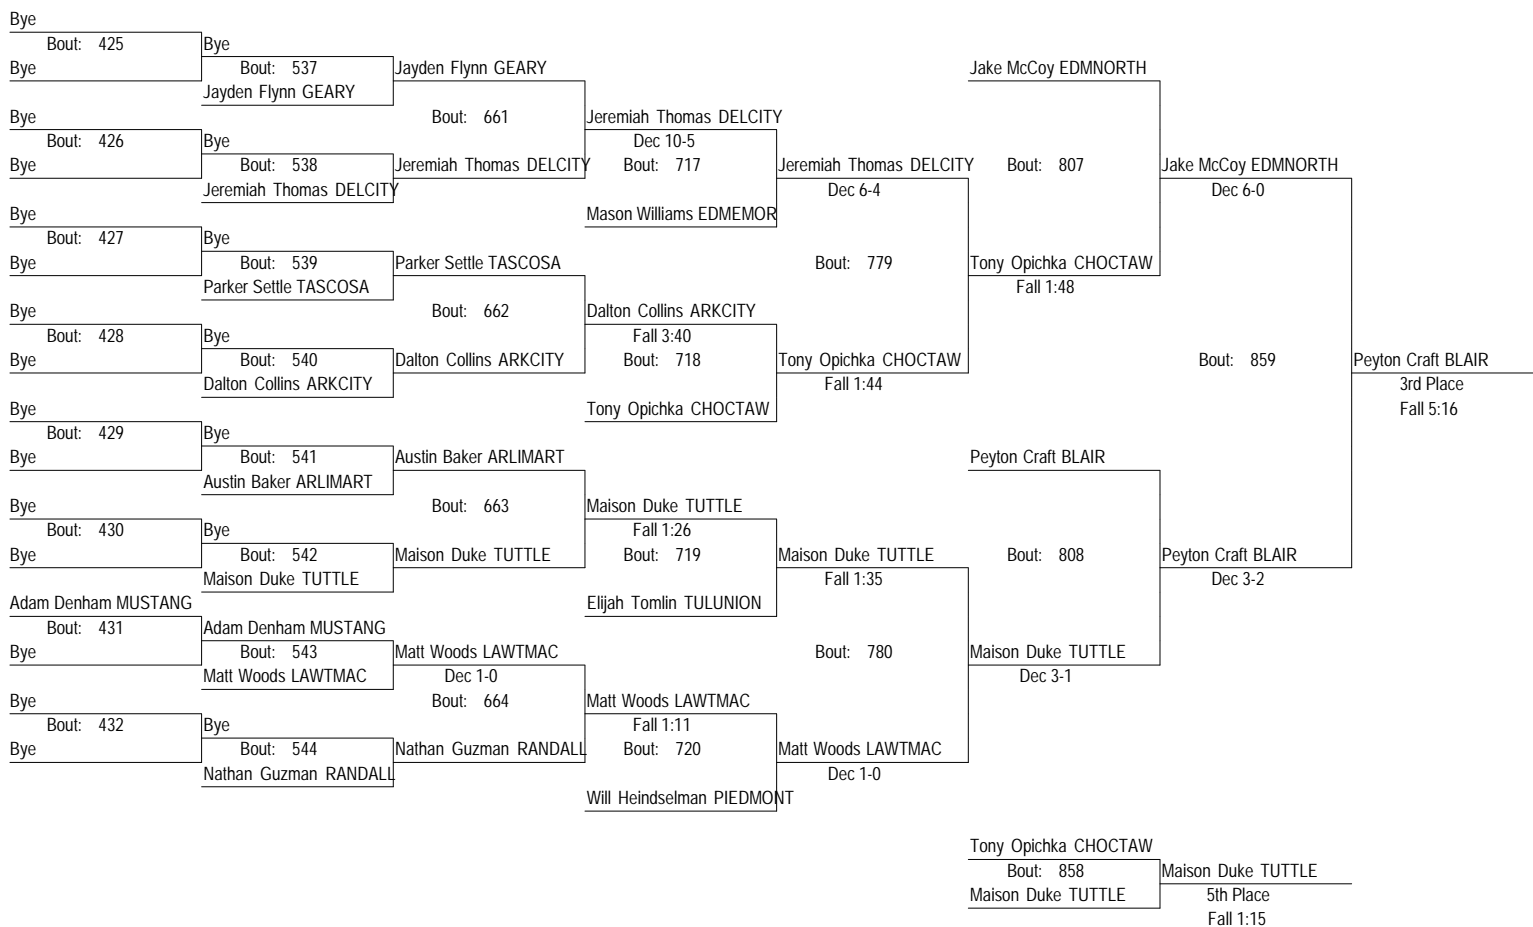 Bye
Bout: 425
Bye
Bye
Bout: 537
Jayden Flynn GEARY
Jayden Flynn GEARY
Bout: 661
Bye
Bout: 426
Bye
Bye
Bout: 538
Jeremiah Thomas DELCITY
Jeremiah Thomas DELCITY
Jeremiah Thomas DELCITY
Dec 10-5
Bout: 717
Mason Williams EDMEMOR
Jeremiah Thomas DELCITY
Dec 6-4
Bout: 779
Bye
Bout: 427
Bye
Bye
Bout: 539
Parker Settle TASCOSA
Parker Settle TASCOSA
Bout: 662
Bye
Bout: 428
Bye
Bye
Bout: 540
Dalton Collins ARKCITY
Dalton Collins ARKCITY
Dalton Collins ARKCITY
Fall 3:40
Bout: 718
Tony Opichka CHOCTAW
Tony Opichka CHOCTAW
Fall 1:44
Jake McCoy EDMNORTH
Bout: 807
Tony Opichka CHOCTAW
Fall 1:48
Jake McCoy EDMNORTH
Dec 6-0
Bout: 859
Peyton Craft BLAIR
3rd Place
Fall 5:16
Bye
Bout: 429
Bye
Bye
Bout: 541
Austin Baker ARLIMART
Austin Baker ARLIMART
Bout: 663
Bye
Bout: 430
Bye
Bye
Bout: 542
Maison Duke TUTTLE
Maison Duke TUTTLE
Maison Duke TUTTLE
Fall 1:26
Bout: 719
Elijah Tomlin TULUNION
Maison Duke TUTTLE
Fall 1:35
Bout: 780
Adam Denham MUSTANG
Bout: 431
Bye
Adam Denham MUSTANG
Bout: 543
Matt Woods LAWTMAC
Matt Woods LAWTMAC
Dec 1-0
Bout: 664
Bye
Bout: 432
Bye
Bye
Bout: 544
Nathan Guzman RANDALL
Nathan Guzman RANDALL
Matt Woods LAWTMAC
Fall 1:11
Bout: 720
Will Heindselman PIEDMONT
Matt Woods LAWTMAC
Dec 1-0
Peyton Craft BLAIR
Bout: 808
Maison Duke TUTTLE
Dec 3-1
Peyton Craft BLAIR
Dec 3-2
Tony Opichka CHOCTAW
Bout: 858
Maison Duke TUTTLE
Maison Duke TUTTLE
5th Place
Fall 1:15